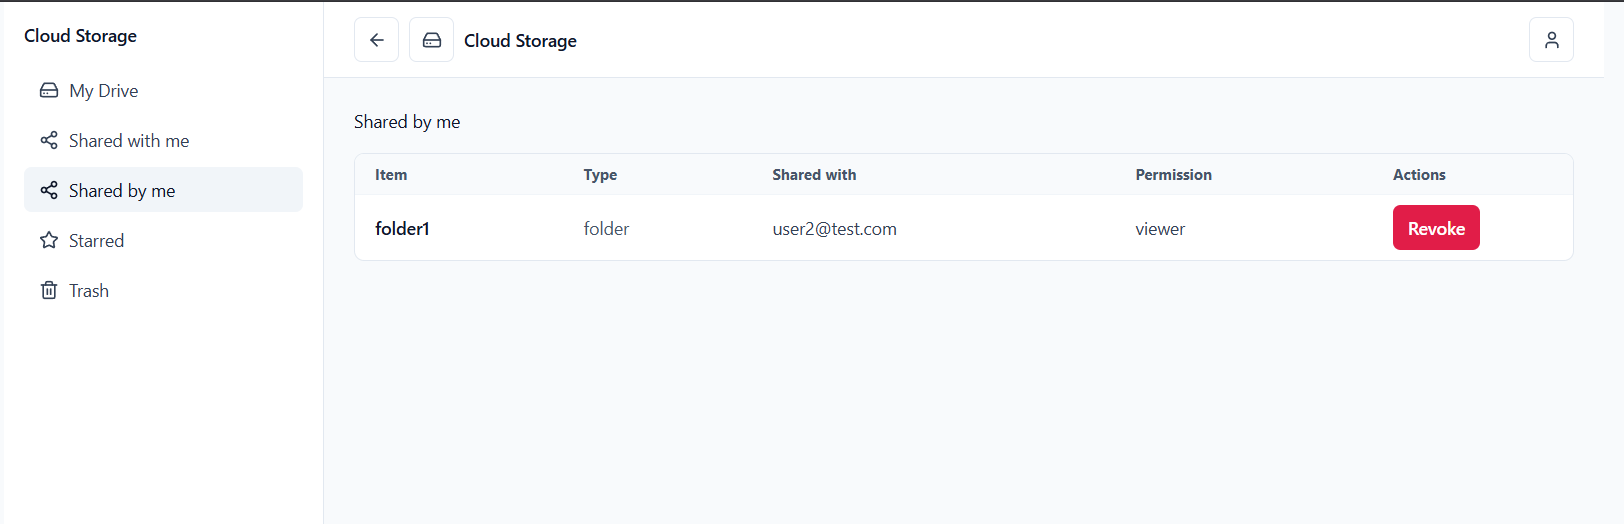 Cloud Storage
My Drive
Shared with me
Shared by me
Starred
Trash
Cloud Storage
Shared by me
Item Type Shared with Permission Actions
folder1 folder user2@test.com viewer Revoke